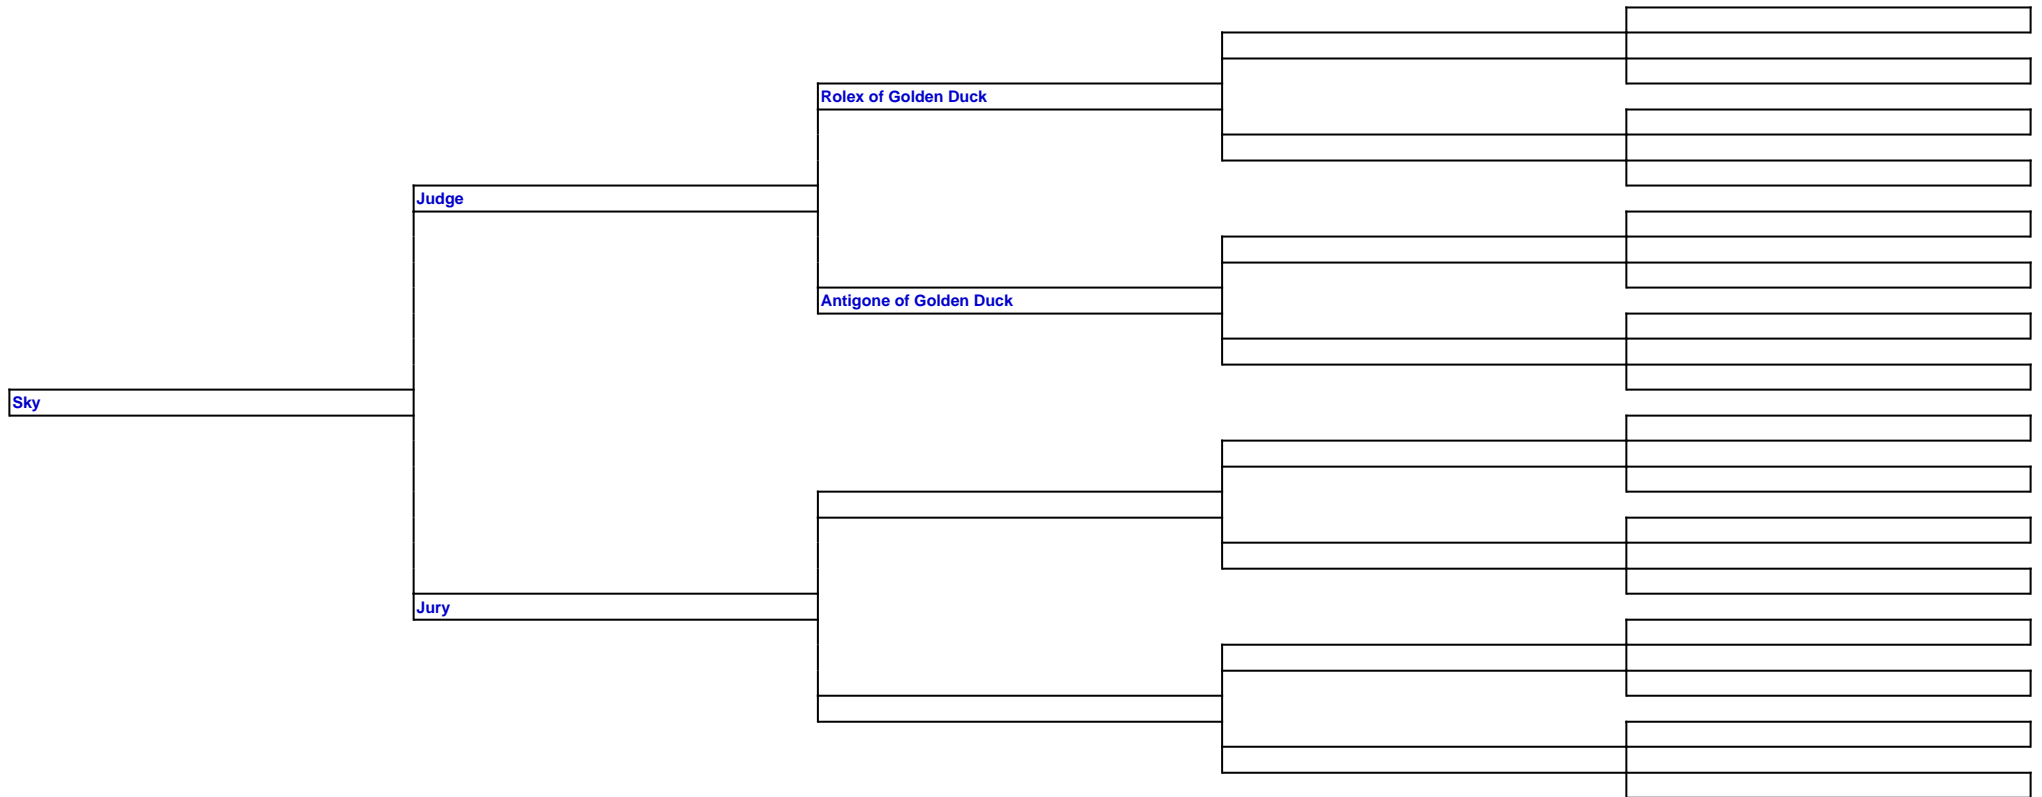 Rolex of Golden Duck
Judge
Antigone of Golden Duck
Sky
Jury